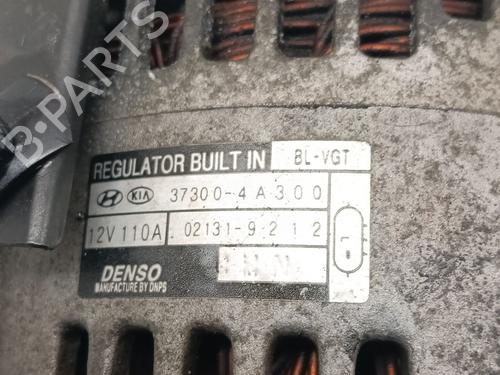 B-PARTS
REGULATOR BUILT IN BL-VGT
KIA 37300-4A300
12V 110A 02131-9212
DENSO
MANUFACTURE BY DNPS